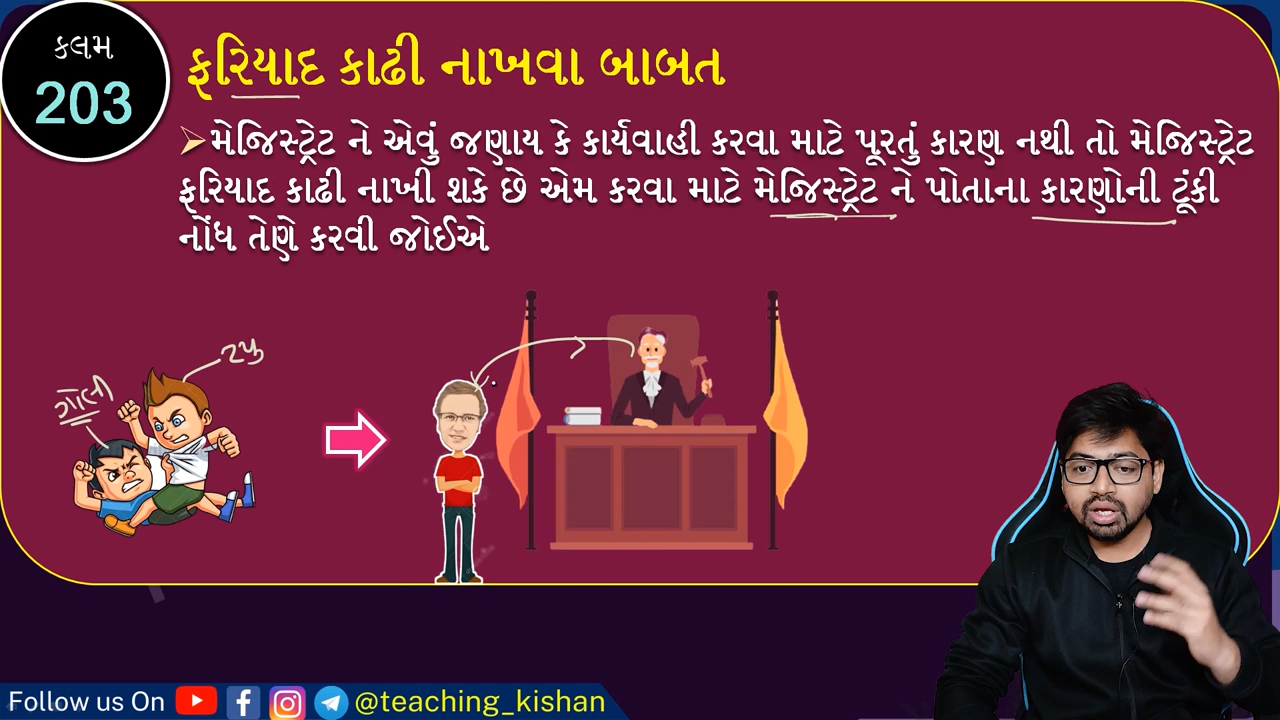 કલમ
203
ફરિયાદ કાઢી નાખવા બાબત
મેજિસ્ટ્રેટ ને એવું જણાય કે કાર્યવાહી કરવા માટે પૂરતું કારણ નથી તો મેજિસ્ટ્રેટ
ફરિયાદ કાઢી નાખી શકે છે એમ કરવા માટે મેજિસ્ટ્રેટ ને પોતાના કારણોની ટૂંકી
નોંધ તેણે કરવી જોઈએ
ગોલી
ટપુ
Follow us On @teaching_kishan